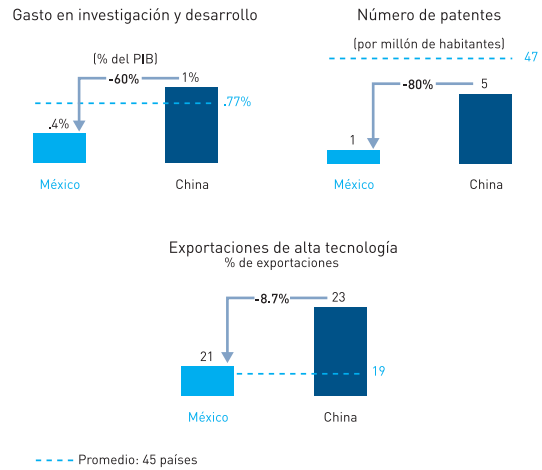 Gasto en investigación y desarrollo
(% del PIB)
-60%
1%
.77%
.4%
México
China
Número de patentes
(por millón de habitantes)
47
-80%
5
1
México
China
Exportaciones de alta tecnología
% de exportaciones
-8.7%
23
21
19
México
China
Promedio: 45 países